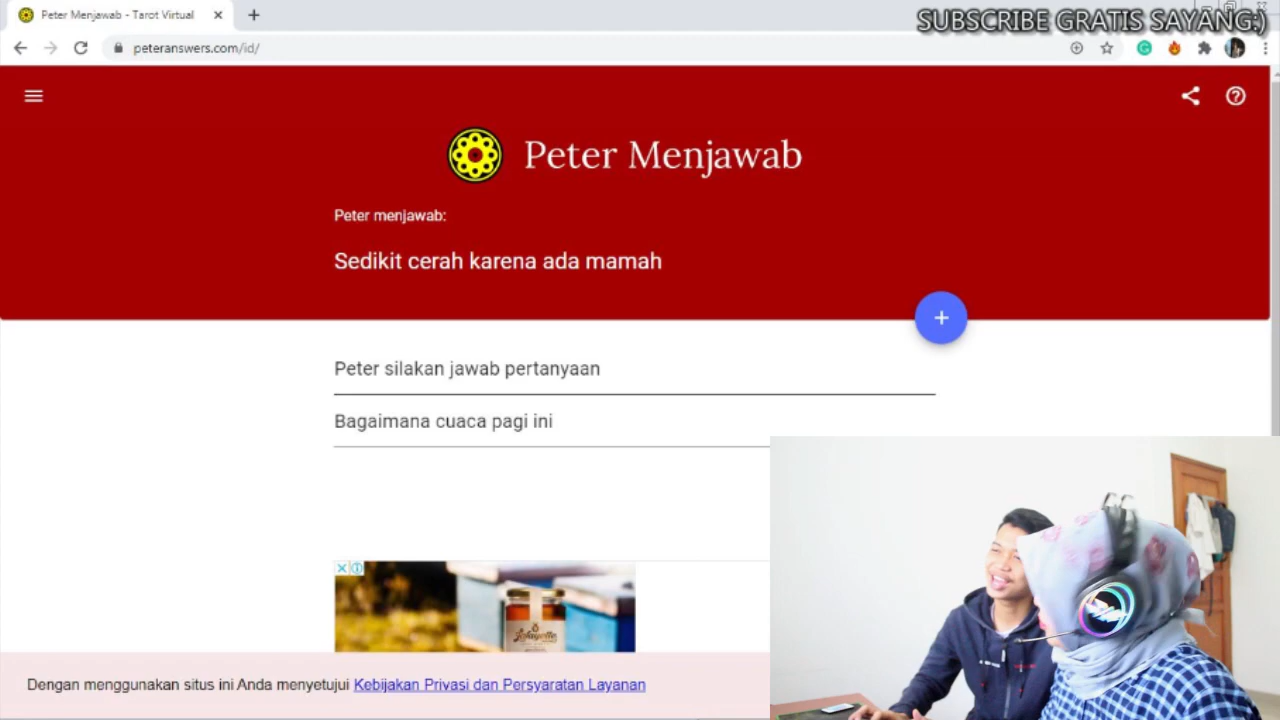 Peter Menjawab - Tarot Virtual
SUBSCRIBE GRATIS SAYANG:)
peteranswers.com/id/
Peter Menjawab
Peter menjawab:
Sedikit cerah karena ada mamah
Peter silakan jawab pertanyaan
Bagaimana cuaca pagi ini
Lafayette
Dengan menggunakan situs ini Anda menyetujui Kebijakan Privasi dan Persyaratan Layanan